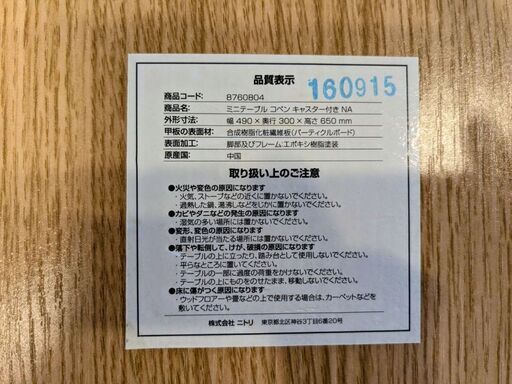 品質表示
160915
商品コード: 8760804
商品名: ミニテーブル コペン キャスター付き NA
外形寸法: 幅 490×奥行 300×高さ 650 mm
甲板の表面材: 合成樹脂化粧繊維板(パーティクルボード)
表面加工: 脚部及びフレーム:エポキシ樹脂塗装
原産国: 中国
取り扱い上のご注意
●火災や変色の原因になります
・火気、ストーブなどの近くに置かないでください。
・過熱した鍋、湯沸しなどをじかに置かないでください。
●カビやダニなどの発生の原因になります
・湿気の多い場所には置かないでください。
●変形、変色の原因になります
・直射日光が当たる場所には置かないでください。
●落下や転倒して、けが、破損の原因になります
・テーブルの上に立ったり、踏み台として使用しないでください。
・平らなところに置いてください。
・テーブルの一部に過度の荷重をかけないでください。
・テーブルの上にものをのせたまま、移動しないでください。
●床に傷がつく原因になります
・ウッドフロアーや畳などの上で使用する場合は、カーペットなどを
敷いてください。
株式会社 ニトリ 東京都北区神谷3丁目6番20号